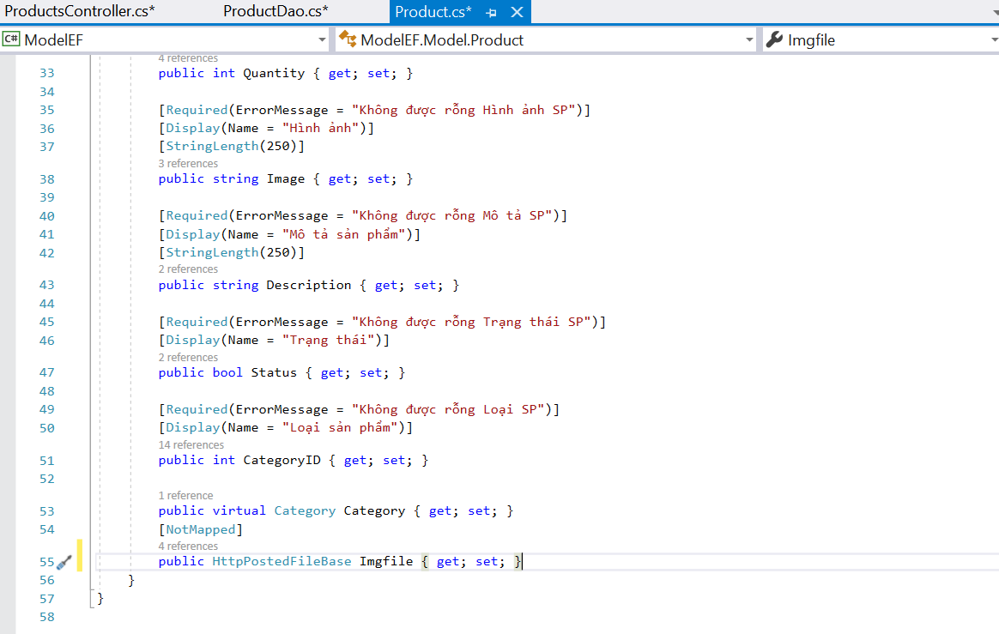 ProductsController.cs* ProductDao.cs* Product.cs*
C# ModelEF ModelEF.Model.Product Imgfile
4 references
33 public int Quantity { get; set; }
34
35 [Required(ErrorMessage = "Không được rỗng Hình ảnh SP")]
36 [Display(Name = "Hình ảnh")]
37 [StringLength(250)]
3 references
38 public string Image { get; set; }
39
40 [Required(ErrorMessage = "Không được rỗng Mô tả SP")]
41 [Display(Name = "Mô tả sản phẩm")]
42 [StringLength(250)]
2 references
43 public string Description { get; set; }
44
45 [Required(ErrorMessage = "Không được rỗng Trạng thái SP")]
46 [Display(Name = "Trạng thái")]
2 references
47 public bool Status { get; set; }
48
49 [Required(ErrorMessage = "Không được rỗng Loại SP")]
50 [Display(Name = "Loại sản phẩm")]
14 references
51 public int CategoryID { get; set; }
52
1 reference
53 public virtual Category Category { get; set; }
54 [NotMapped]
4 references
55 public HttpPostedFileBase Imgfile { get; set; }
56 }
57 }
58